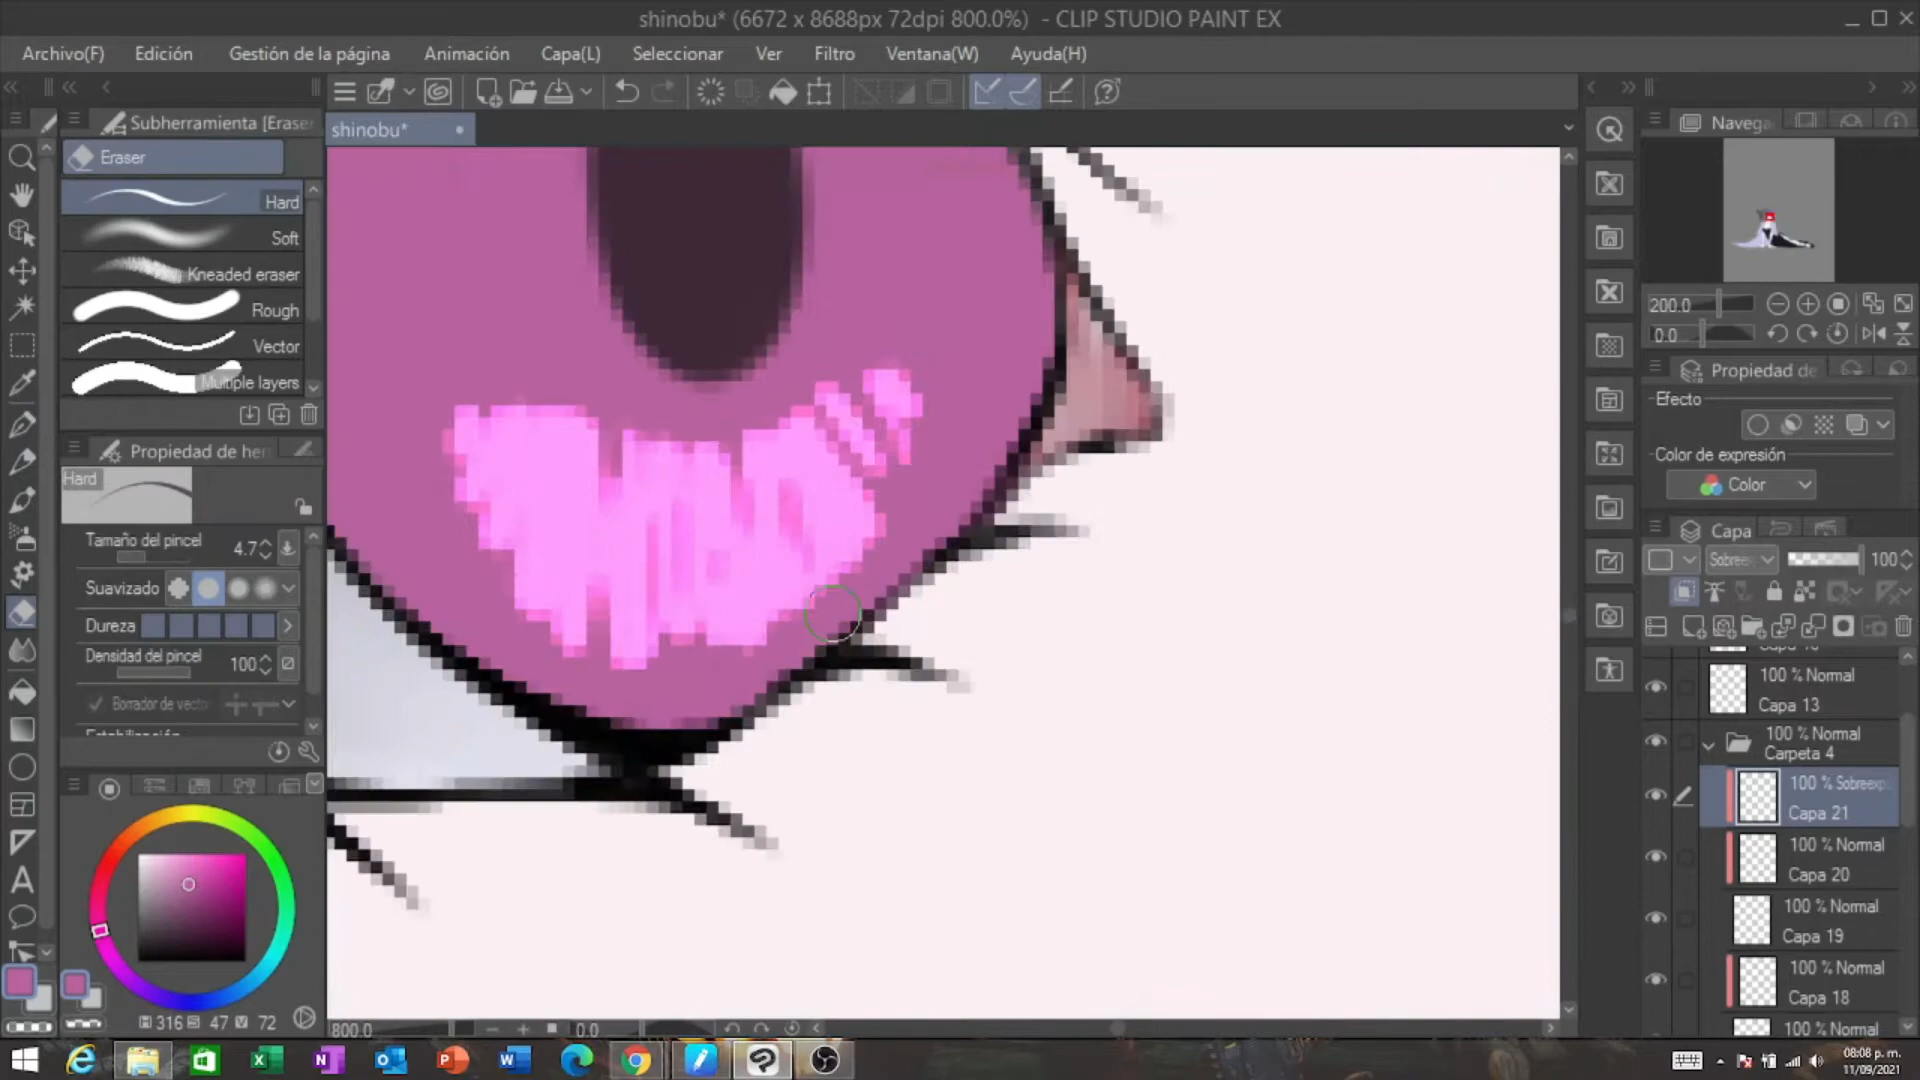 shinobu* (6672 x 8688px 72dpi 800.0%) - CLIP STUDIO PAINT EX
Archivo(F) Edición Gestión de la página Animación Capa(L) Seleccionar Ver Filtro Ventana(W) Ayuda(H)
Subherramienta [Eraser
shinobu*
Navega
Eraser
Hard
Soft
Kneaded eraser
Rough
Vector
Multiple layers
200.0
0.0
Propiedad de
Efecto
Color de expresión
Color
Propiedad de her
Hard
Tamaño del pincel 4.7
Suavizado
Dureza
Densidad del pincel 100
Borrador de vecto
Capa
Sobree 100
100 % Normal
Capa 13
100 % Normal
Carpeta 4
100 % Sobreexp
Capa 21
100 % Normal
Capa 20
100 % Normal
Capa 19
100 % Normal
Capa 18
100 % Normal
H 316 S 47 V 72
800.0 0.0
08:08 p. m.
11/09/2021